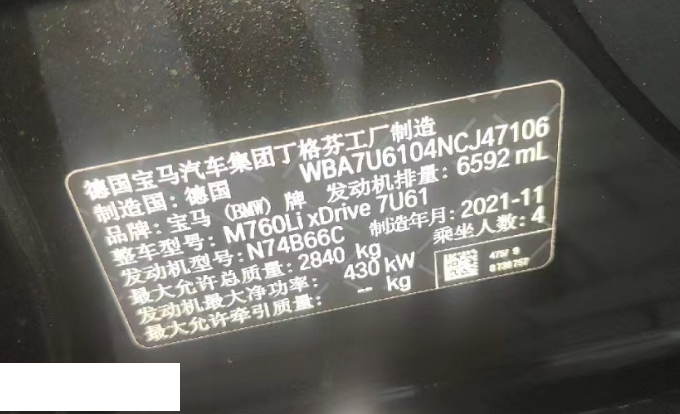 德国宝马汽车集团丁格芬工厂制造
制造国：德国 WBA7U6104NCJ47106
品牌：宝马（BMW）牌 发动机排量：6592 mL
整车型号：M760Li xDrive 7U61
发动机型号：N74B66C 制造年月：2021-11
最大允许总质量：2840 kg 乘坐人数：4
发动机最大净功率： 430 kW
最大允许牵引质量： -- kg